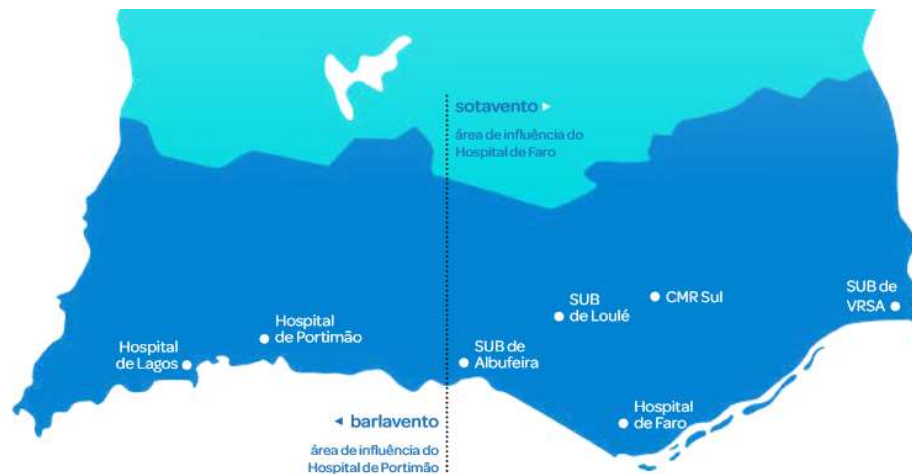 sotavento ▶
área de influência do
Hospital de Faro
SUB de
VRSA
CMR Sul
SUB
de Loulé
Hospital
de Portimão
Hospital
de Lagos
SUB de
Albufeira
Hospital
de Faro
◀ barlavento
área de influência do
Hospital de Portimão